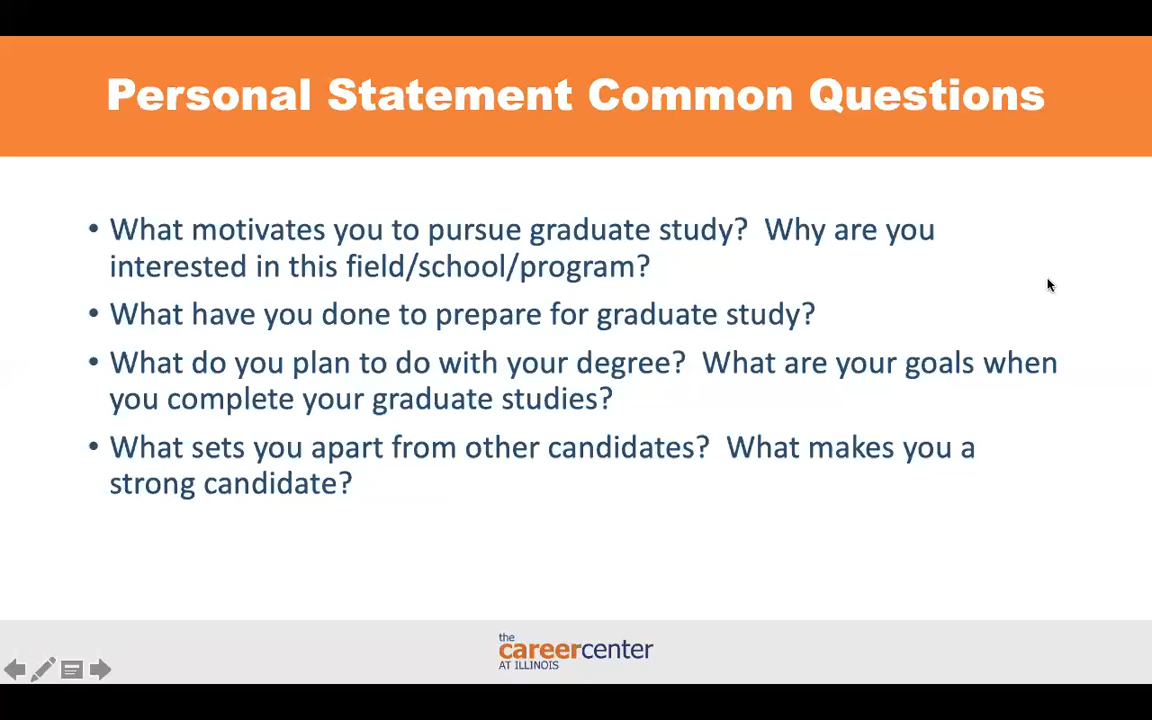 Personal Statement Common Questions
• What motivates you to pursue graduate study?  Why are you
interested in this field/school/program?
• What have you done to prepare for graduate study?
• What do you plan to do with your degree?  What are your goals when
you complete your graduate studies?
• What sets you apart from other candidates?  What makes you a
strong candidate?
the
careercenter
AT ILLINOIS